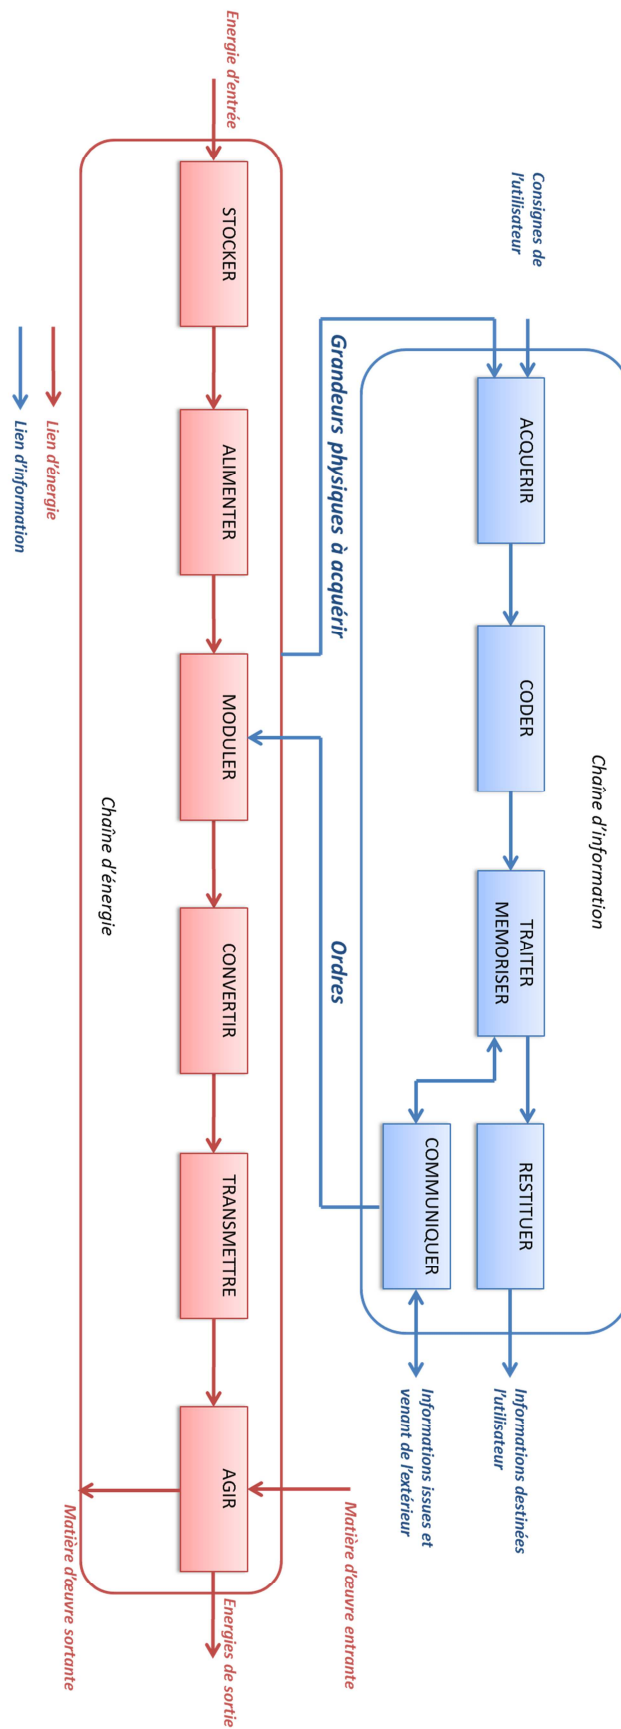 Chaîne d'information
Consignes de
l'utilisateur
ACQUERIR
CODER
TRAITER
MEMORISER
RESTITUER
Informations destinées
l'utilisateur
COMMUNIQUER
Informations issues et
venant de l'extérieur
Grandeurs physiques à acquérir
Ordres
Matière d'œuvre entrante
Energie d'entrée
STOCKER
ALIMENTER
MODULER
CONVERTIR
TRANSMETTRE
AGIR
Energies de sortie
Chaîne d'énergie
Matière d'œuvre sortante
Lien d'énergie
Lien d'information